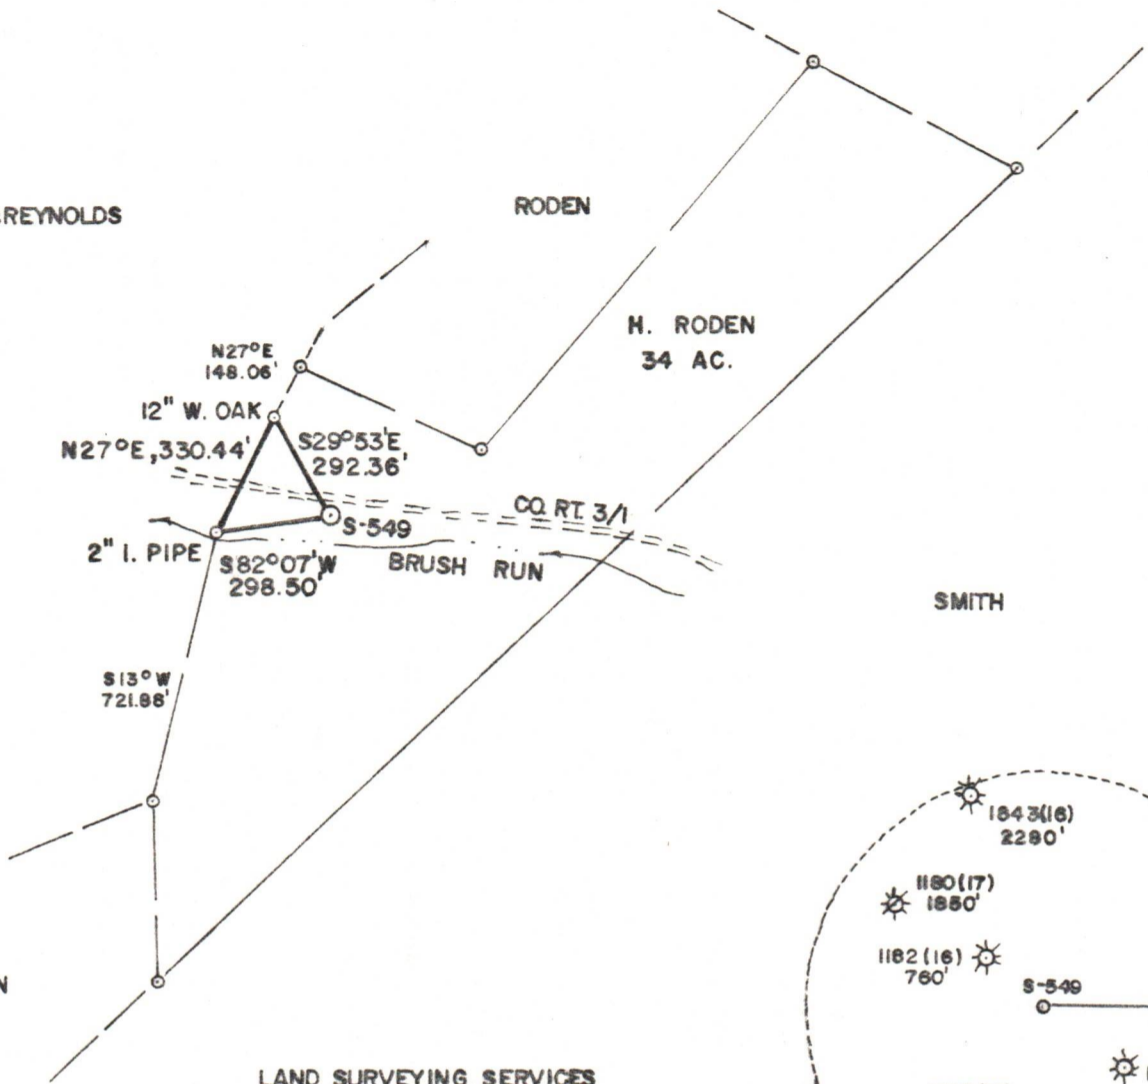 REYNOLDS
RODEN
H. RODEN
34 AC.
N27°E
148.06'
12" W. OAK
N27°E, 330.44'
S29°53'E
292.36'
CO. RT. 3/1
S-549
2" I. PIPE
S82°07'W
298.50'
BRUSH RUN
SMITH
S13°W
721.88'
1843(18)
2280'
1180(17)
1850'
1182(16)
760'
S-549
N
LAND SURVEYING SERVICES